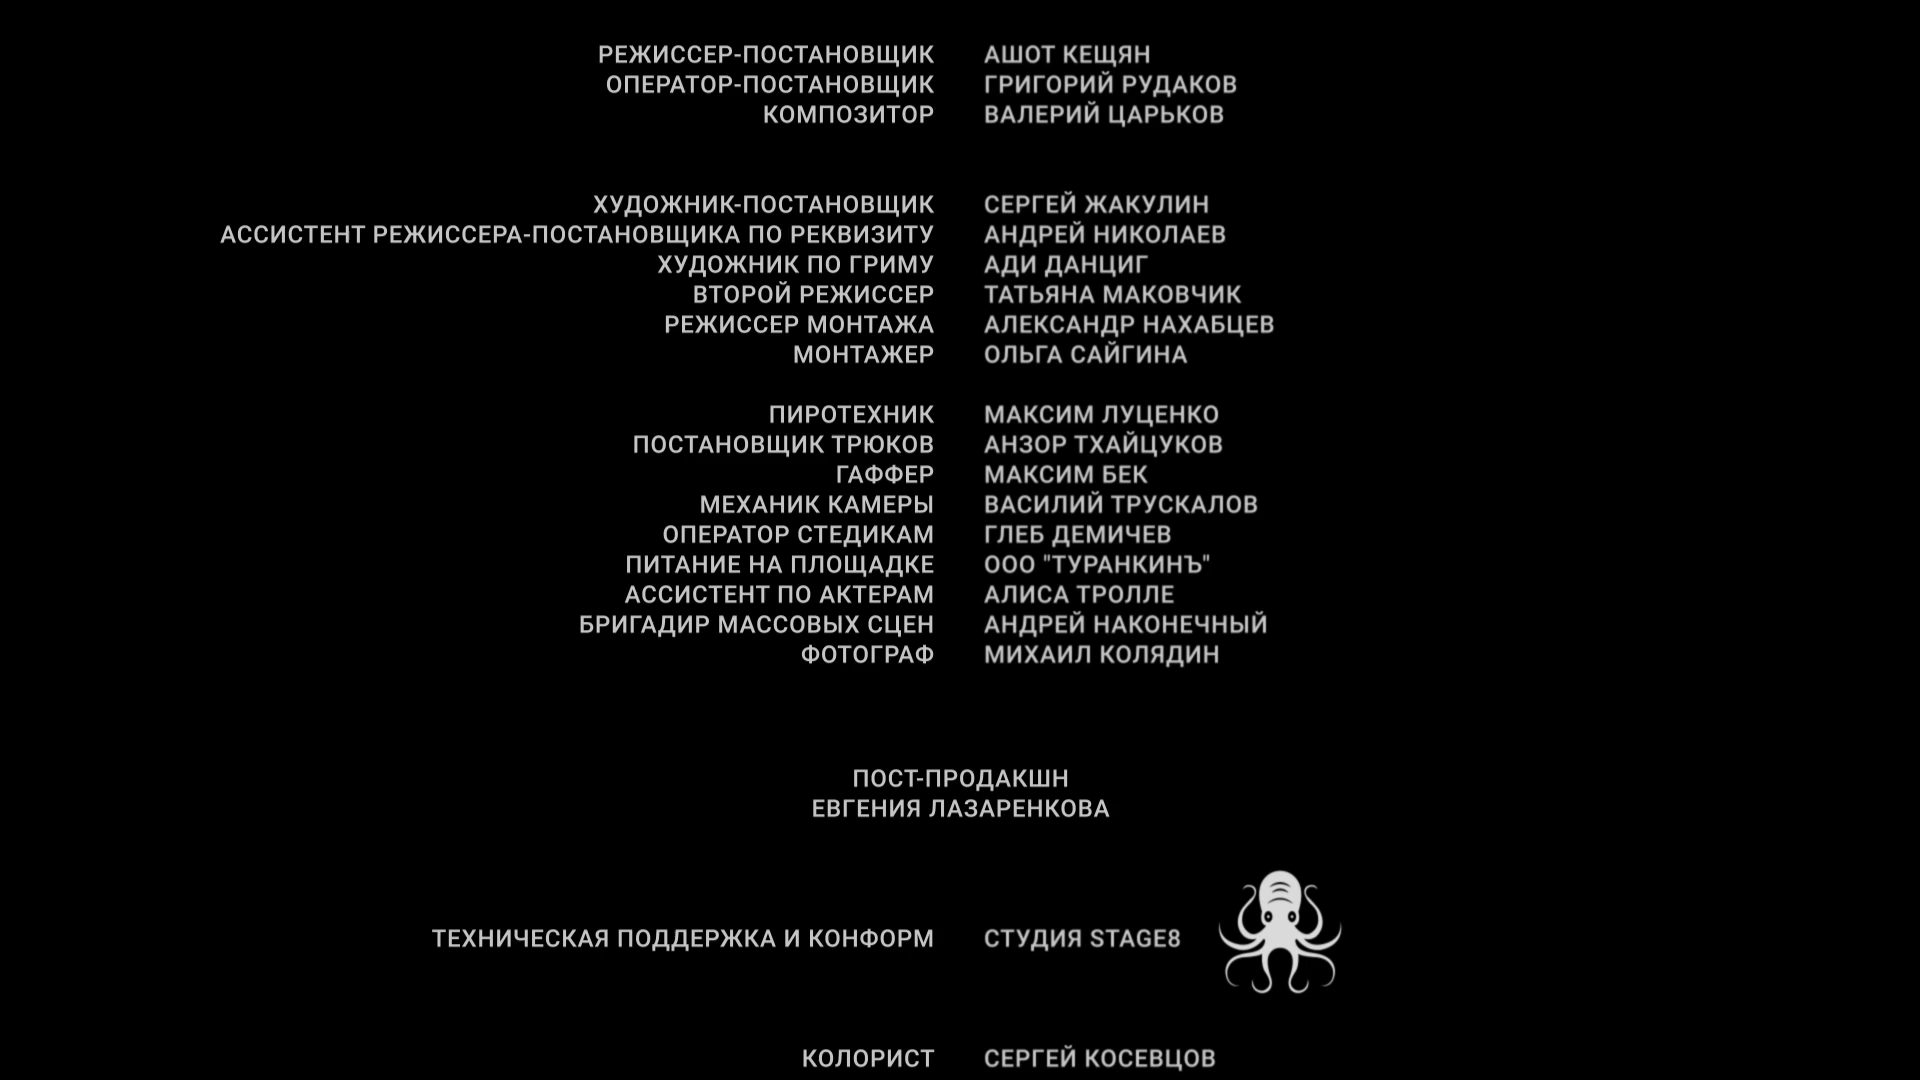 РЕЖИССЕР-ПОСТАНОВЩИК АШОТ КЕЩЯН
ОПЕРАТОР-ПОСТАНОВЩИК ГРИГОРИЙ РУДАКОВ
КОМПОЗИТОР ВАЛЕРИЙ ЦАРЬКОВ
ХУДОЖНИК-ПОСТАНОВЩИК СЕРГЕЙ ЖАКУЛИН
АССИСТЕНТ РЕЖИССЕРА-ПОСТАНОВЩИКА ПО РЕКВИЗИТУ АНДРЕЙ НИКОЛАЕВ
ХУДОЖНИК ПО ГРИМУ АДИ ДАНЦИГ
ВТОРОЙ РЕЖИССЕР ТАТЬЯНА МАКОВЧИК
РЕЖИССЕР МОНТАЖА АЛЕКСАНДР НАХАБЦЕВ
МОНТАЖЕР ОЛЬГА САЙГИНА
ПИРОТЕХНИК МАКСИМ ЛУЦЕНКО
ПОСТАНОВЩИК ТРЮКОВ АНЗОР ТХАЙЦУКОВ
ГАФФЕР МАКСИМ БЕК
МЕХАНИК КАМЕРЫ ВАСИЛИЙ ТРУСКАЛОВ
ОПЕРАТОР СТЕДИКАМ ГЛЕБ ДЕМИЧЕВ
ПИТАНИЕ НА ПЛОЩАДКЕ ООО "ТУРАНКИНЪ"
АССИСТЕНТ ПО АКТЕРАМ АЛИСА ТРОЛЛЕ
БРИГАДИР МАССОВЫХ СЦЕН АНДРЕЙ НАКОНЕЧНЫЙ
ФОТОГРАФ МИХАИЛ КОЛЯДИН
ПОСТ-ПРОДАКШН
ЕВГЕНИЯ ЛАЗАРЕНКОВА
ТЕХНИЧЕСКАЯ ПОДДЕРЖКА И КОНФОРМ СТУДИЯ STAGE8
КОЛОРИСТ СЕРГЕЙ КОСЕВЦОВ